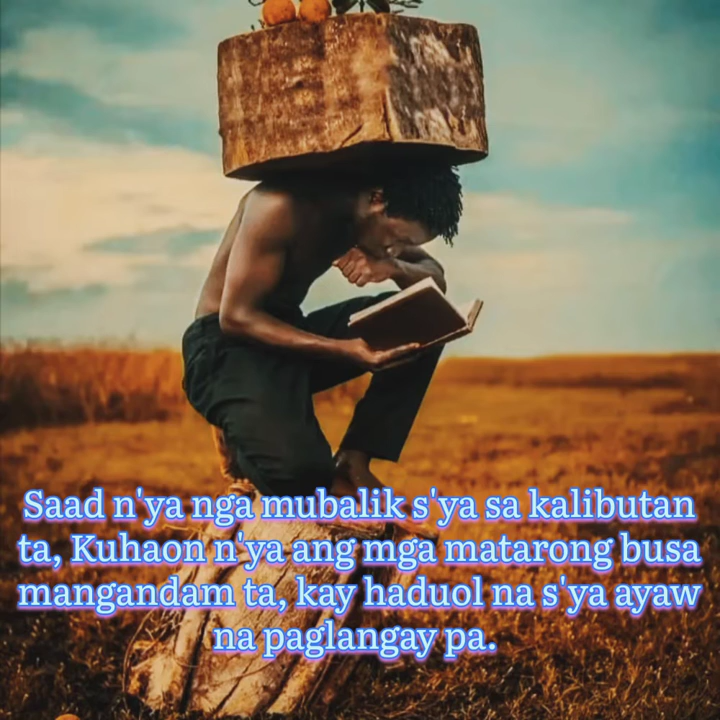 Saad n'ya nga mubalik s'ya sa kalibutan
ta, Kuhaon n'ya ang mga matarong busa
mangandam ta, kay haduol na s'ya ayaw
na paglangay pa.